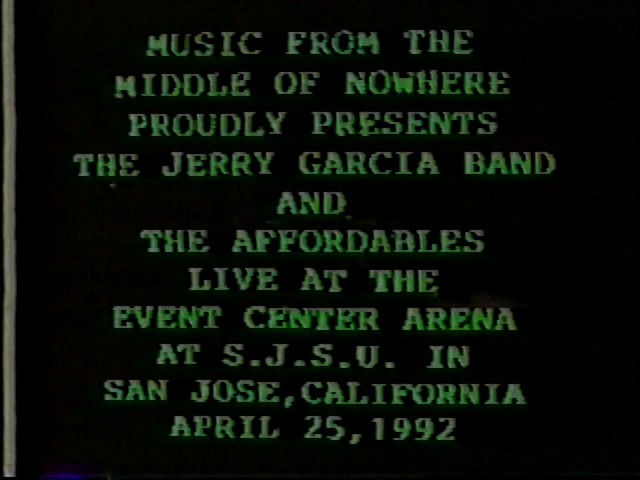 MUSIC FROM THE
MIDDLE OF NOWHERE
PROUDLY PRESENTS
THE JERRY GARCIA BAND
AND
THE AFFORDABLES
LIVE AT THE
EVENT CENTER ARENA
AT S.J.S.U. IN
SAN JOSE,CALIFORNIA
APRIL 25,1992